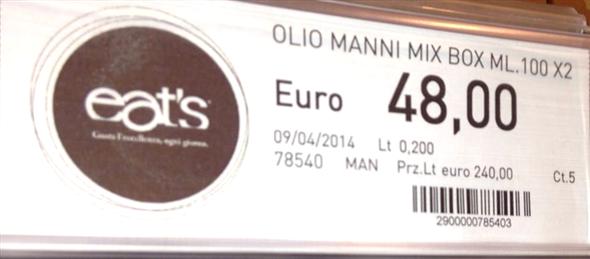 eat's
Gusta l'eccellenza, ogni giorno.
OLIO MANNI MIX BOX ML.100 X2
Euro 48,00
09/04/2014 Lt 0,200
78540 MAN Prz.Lt euro 240,00 Ct.5
2900000785403